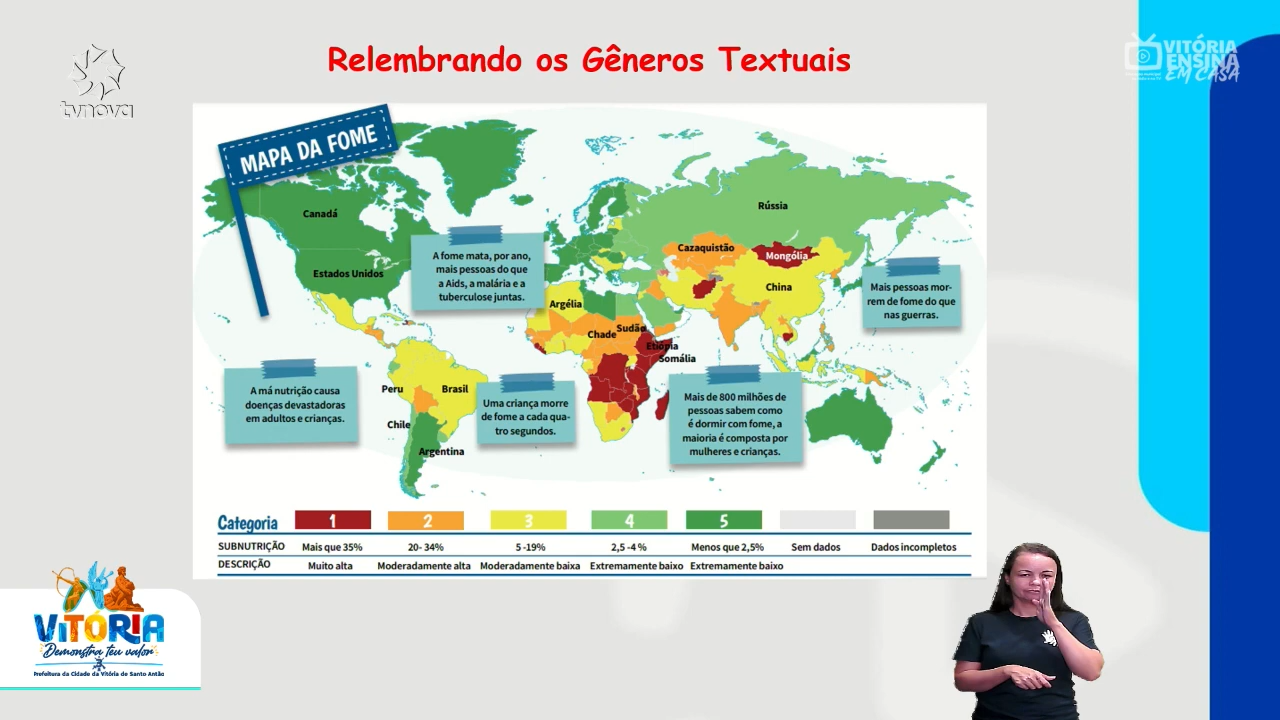 Relembrando os Gêneros Textuais
tvnova
VITÓRIA
ENSINA
EM CASA
MAPA DA FOME
Canadá
Estados Unidos
A fome mata, por ano,
mais pessoas do que
a Aids, a malária e a
tuberculose juntas.
Rússia
Cazaquistão
Mongólia
China
Mais pessoas mor-
rem de fome do que
nas guerras.
Argélia
Chade
Sudão
Etiópia
Somália
A má nutrição causa
doenças devastadoras
em adultos e crianças.
Peru
Brasil
Chile
Argentina
Uma criança morre
de fome a cada qua-
tro segundos.
Mais de 800 milhões de
pessoas sabem como
é dormir com fome, a
maioria é composta por
mulheres e crianças.
Categoria 1 2 3 4 5
SUBNUTRIÇÃO Mais que 35% 20- 34% 5 -19% 2,5 -4 % Menos que 2,5% Sem dados Dados incompletos
DESCRIÇÃO Muito alta Moderadamente alta Moderadamente baixa Extremamente baixo Extremamente baixo
VITÓRIA
Demonstra teu valor
Prefeitura da Cidade da Vitória de Santo Antão